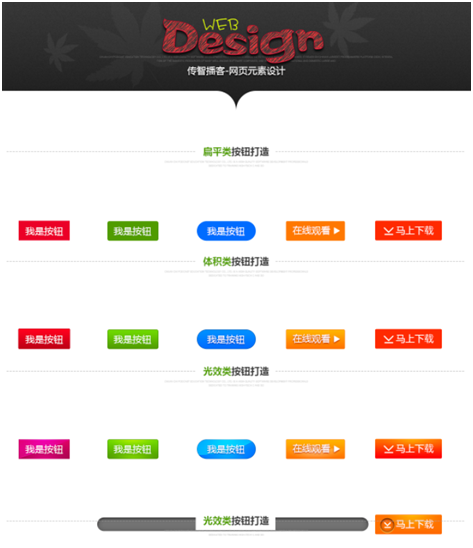 WEB
Design
传智播客-网页元素设计
扁平类按钮打造
我是按钮 我是按钮 我是按钮 在线观看 马上下载
体积类按钮打造
我是按钮 我是按钮 我是按钮 在线观看 马上下载
光效类按钮打造
我是按钮 我是按钮 我是按钮 在线观看 马上下载
光效类按钮打造 马上下载